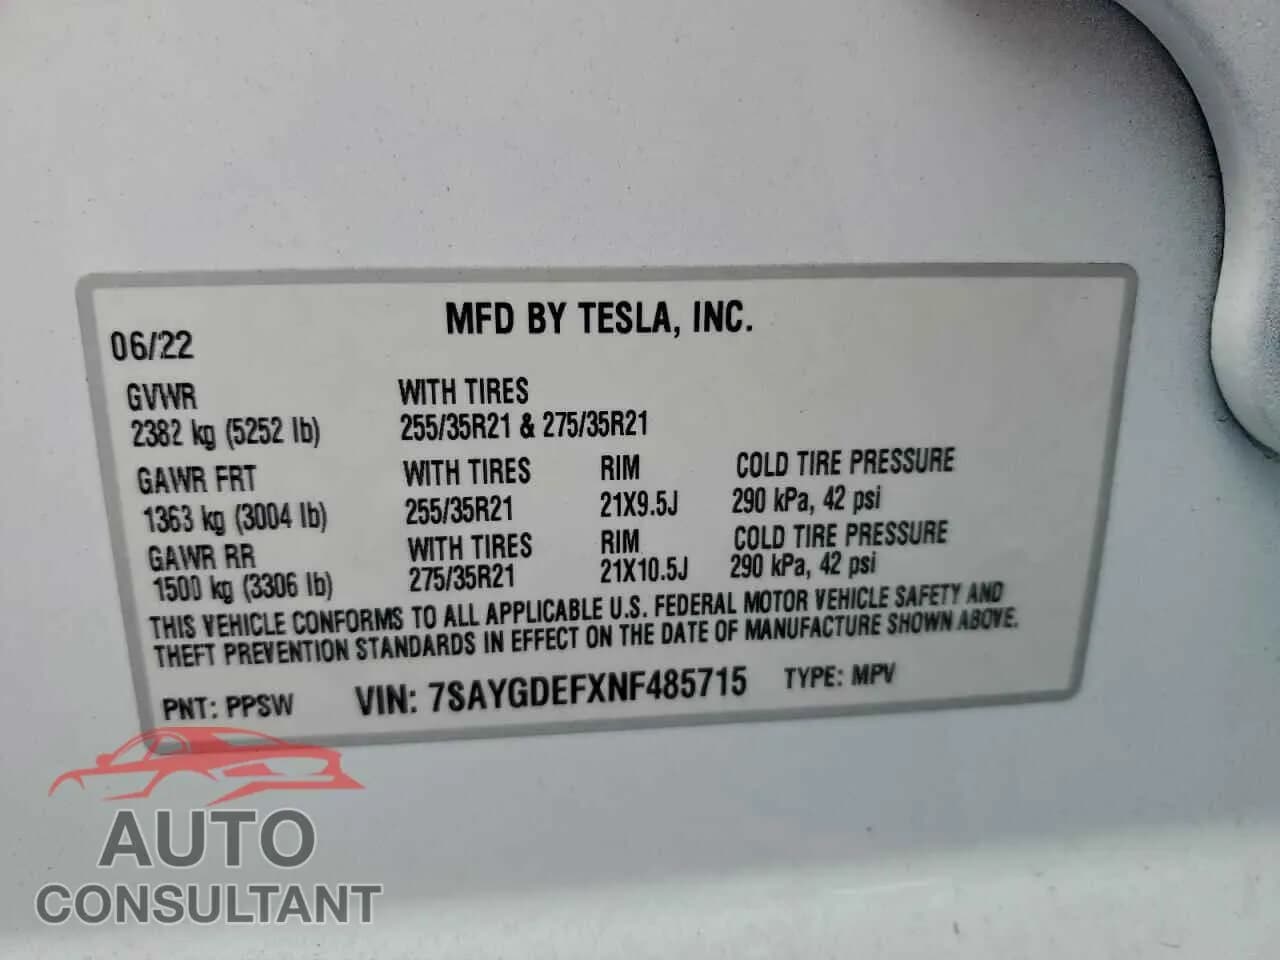 MFD BY TESLA, INC.
06/22
GVWR WITH TIRES
2382 kg (5252 lb) 255/35R21 & 275/35R21
GAWR FRT WITH TIRES RIM COLD TIRE PRESSURE
1363 kg (3004 lb) 255/35R21 21X9.5J 290 kPa, 42 psi
GAWR RR WITH TIRES RIM COLD TIRE PRESSURE
1500 kg (3306 lb) 275/35R21 21X10.5J 290 kPa, 42 psi
THIS VEHICLE CONFORMS TO ALL APPLICABLE U.S. FEDERAL MOTOR VEHICLE SAFETY AND
THEFT PREVENTION STANDARDS IN EFFECT ON THE DATE OF MANUFACTURE SHOWN ABOVE.
PNT: PPSW VIN: 7SAYGDEFXNF485715 TYPE: MPV
AUTO
CONSULTANT